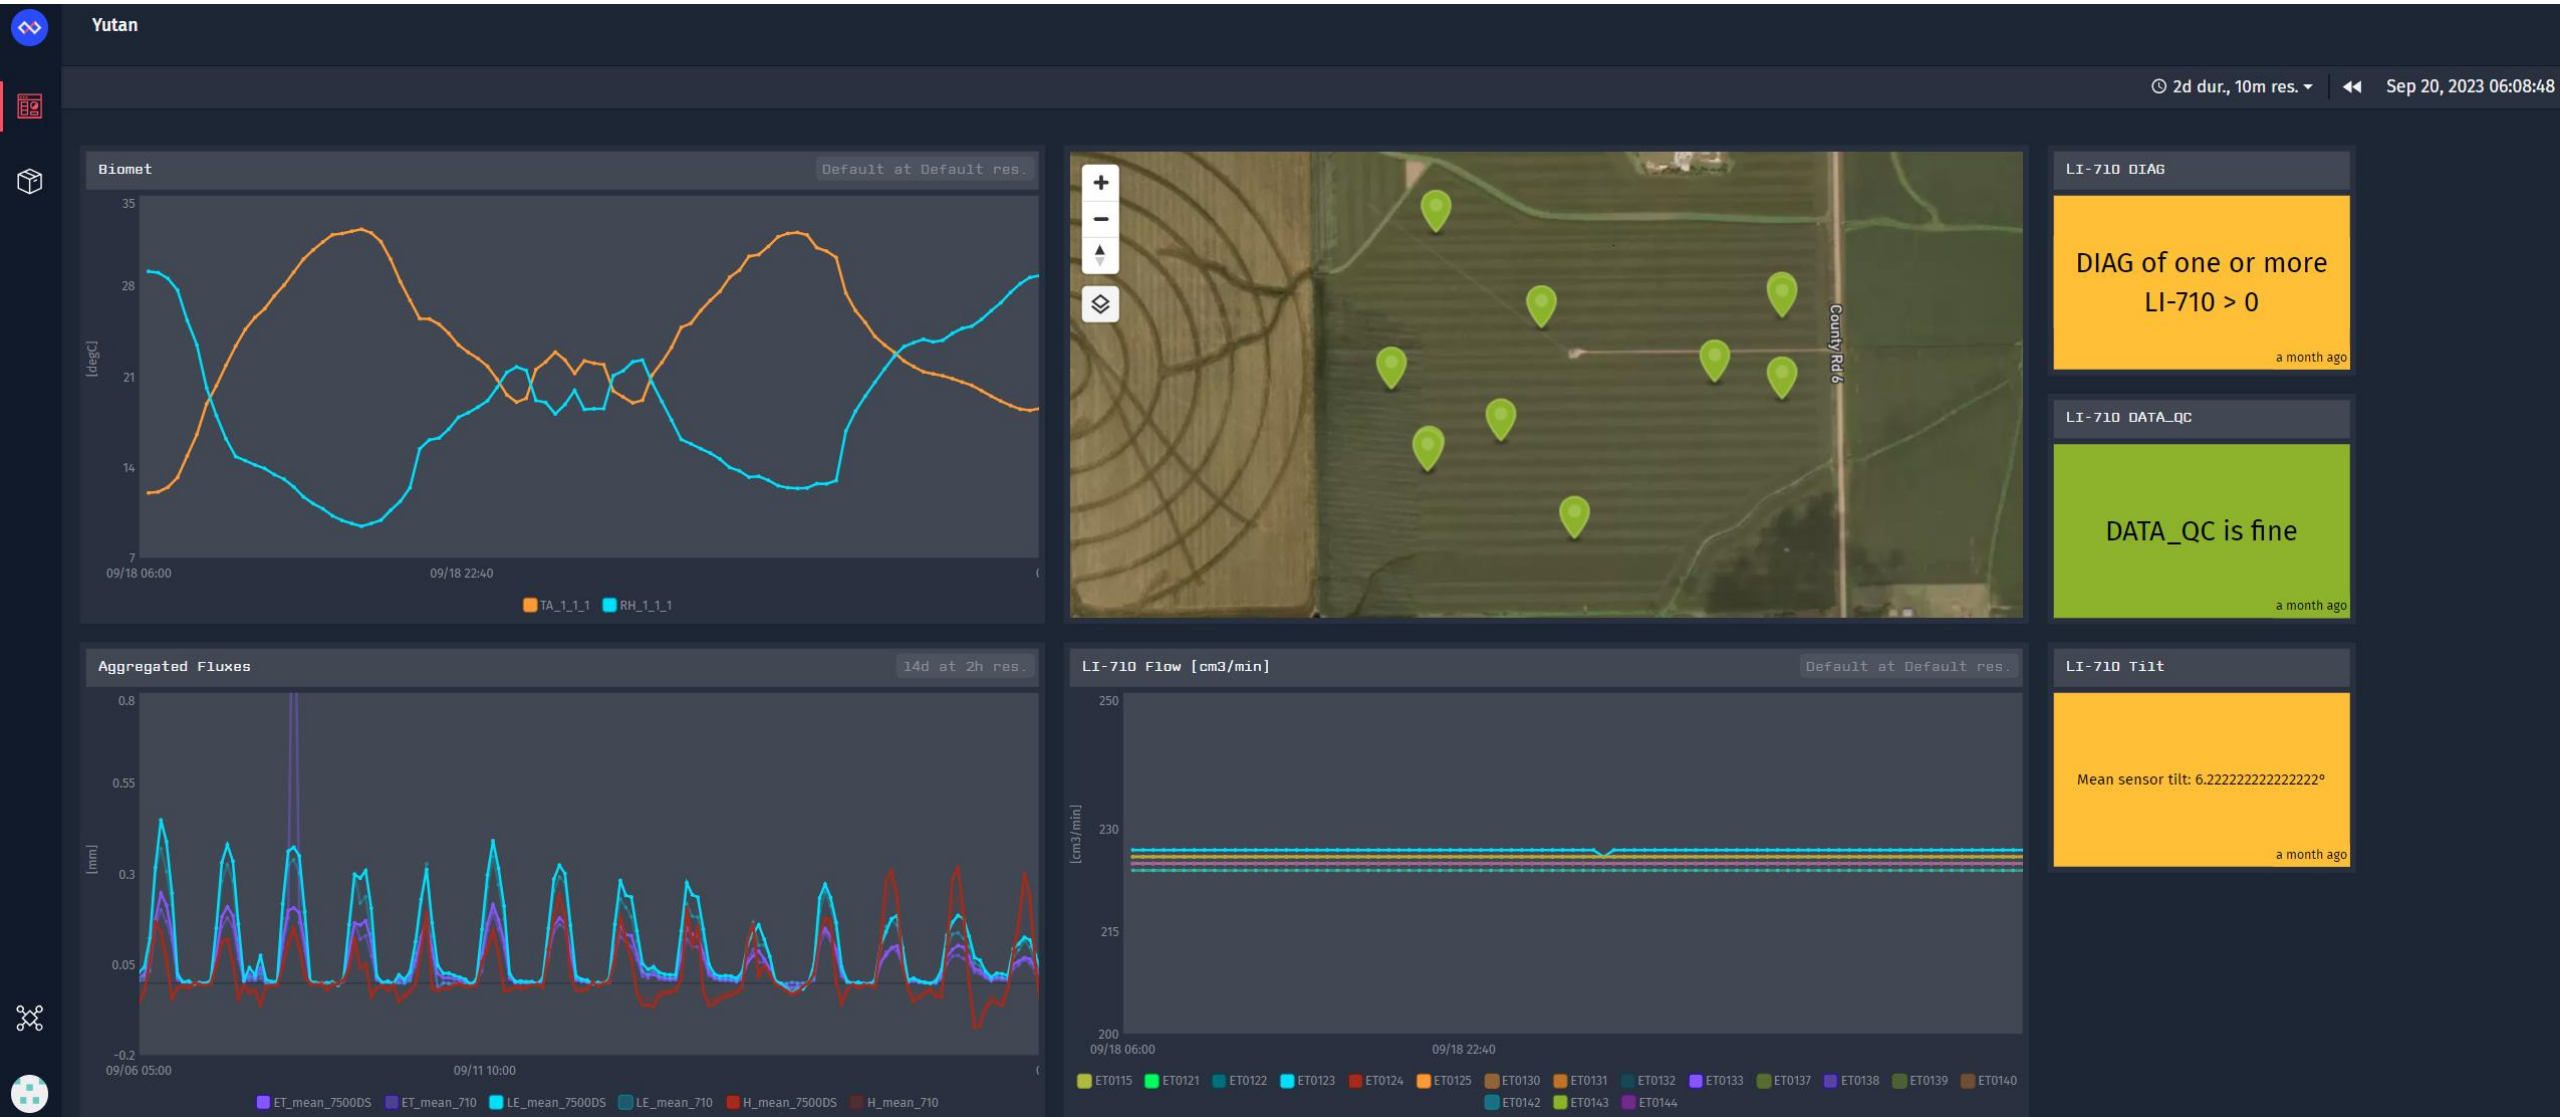 Yutan
2d dur., 10m res.
Sep 20, 2023 06:08:48
Biomet
Default at Default res.
35
28
21
14
7
[degC]
09/18 06:00
09/18 22:40
TA_1_1_1
RH_1_1_1
County Rd 6
LI-710 DIAG
DIAG of one or more
LI-710 > 0
a month ago
LI-710 DATA_QC
DATA_QC is fine
a month ago
Aggregated Fluxes
14d at 2h res.
0.8
0.55
0.3
0.05
-0.2
[mm]
09/06 05:00
09/11 10:00
ET_mean_7500DS
ET_mean_710
LE_mean_7500DS
LE_mean_710
H_mean_7500DS
H_mean_710
LI-710 Flow [cm3/min]
Default at Default res.
250
230
215
200
[cm3/min]
09/18 06:00
09/18 22:40
ET0115 ET0121 ET0122 ET0123 ET0124 ET0125 ET0130 ET0131 ET0132 ET0133 ET0137 ET0138 ET0139 ET0140
ET0142 ET0143 ET0144
LI-710 Tilt
Mean sensor tilt: 6.222222222222222°
a month ago